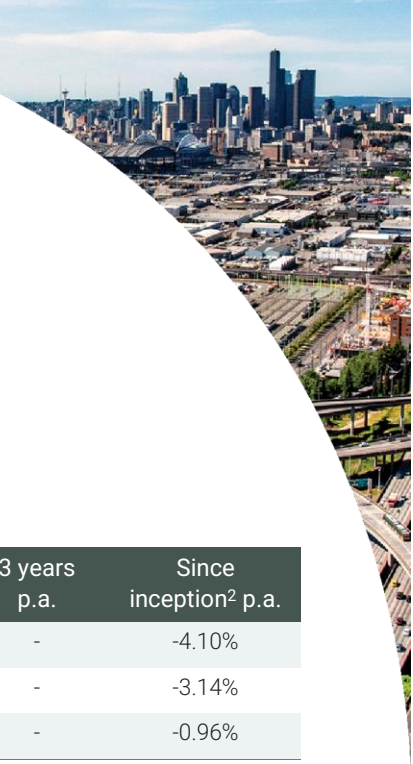 3 years Since
p.a. inception² p.a.
- -4.10%
- -3.14%
- -0.96%